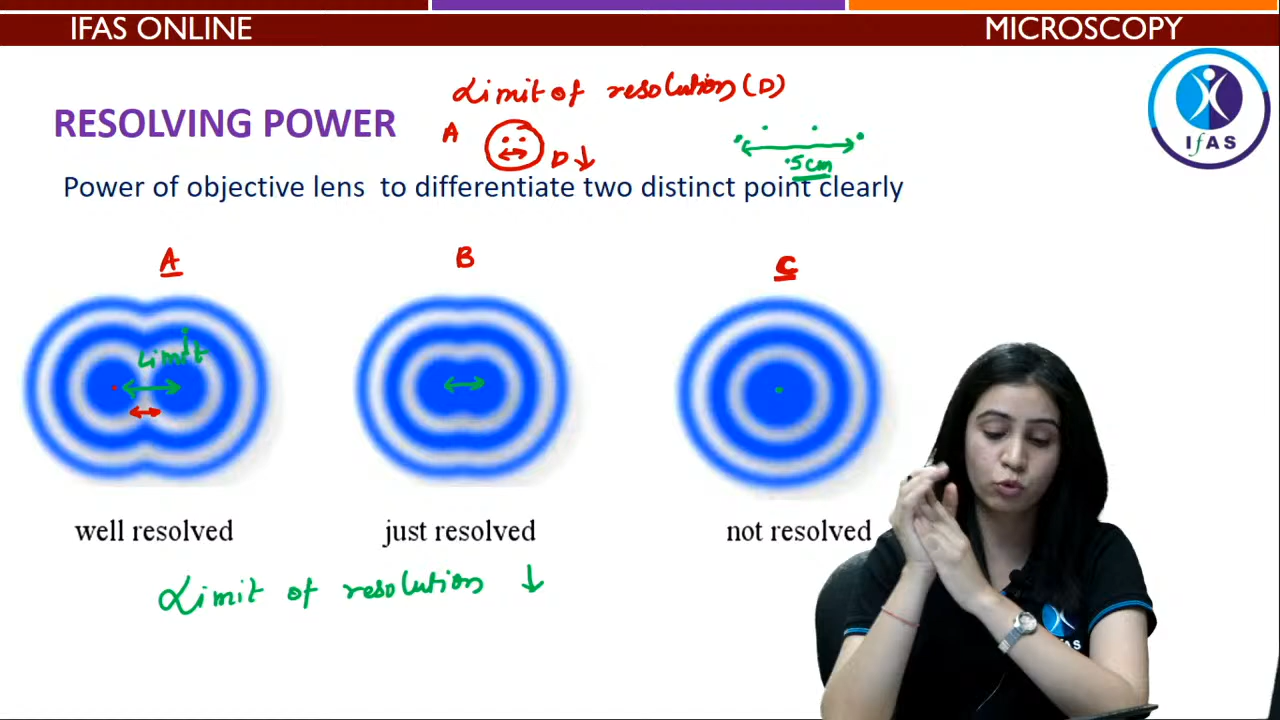 IFAS ONLINE
MICROSCOPY
Limit of resolution (D)
RESOLVING POWER
A
D ↓
.5cm
IfAS
Power of objective lens to differentiate two distinct point clearly
A
B
C
Limit
well resolved
just resolved
not resolved
Limit of resolution ↓